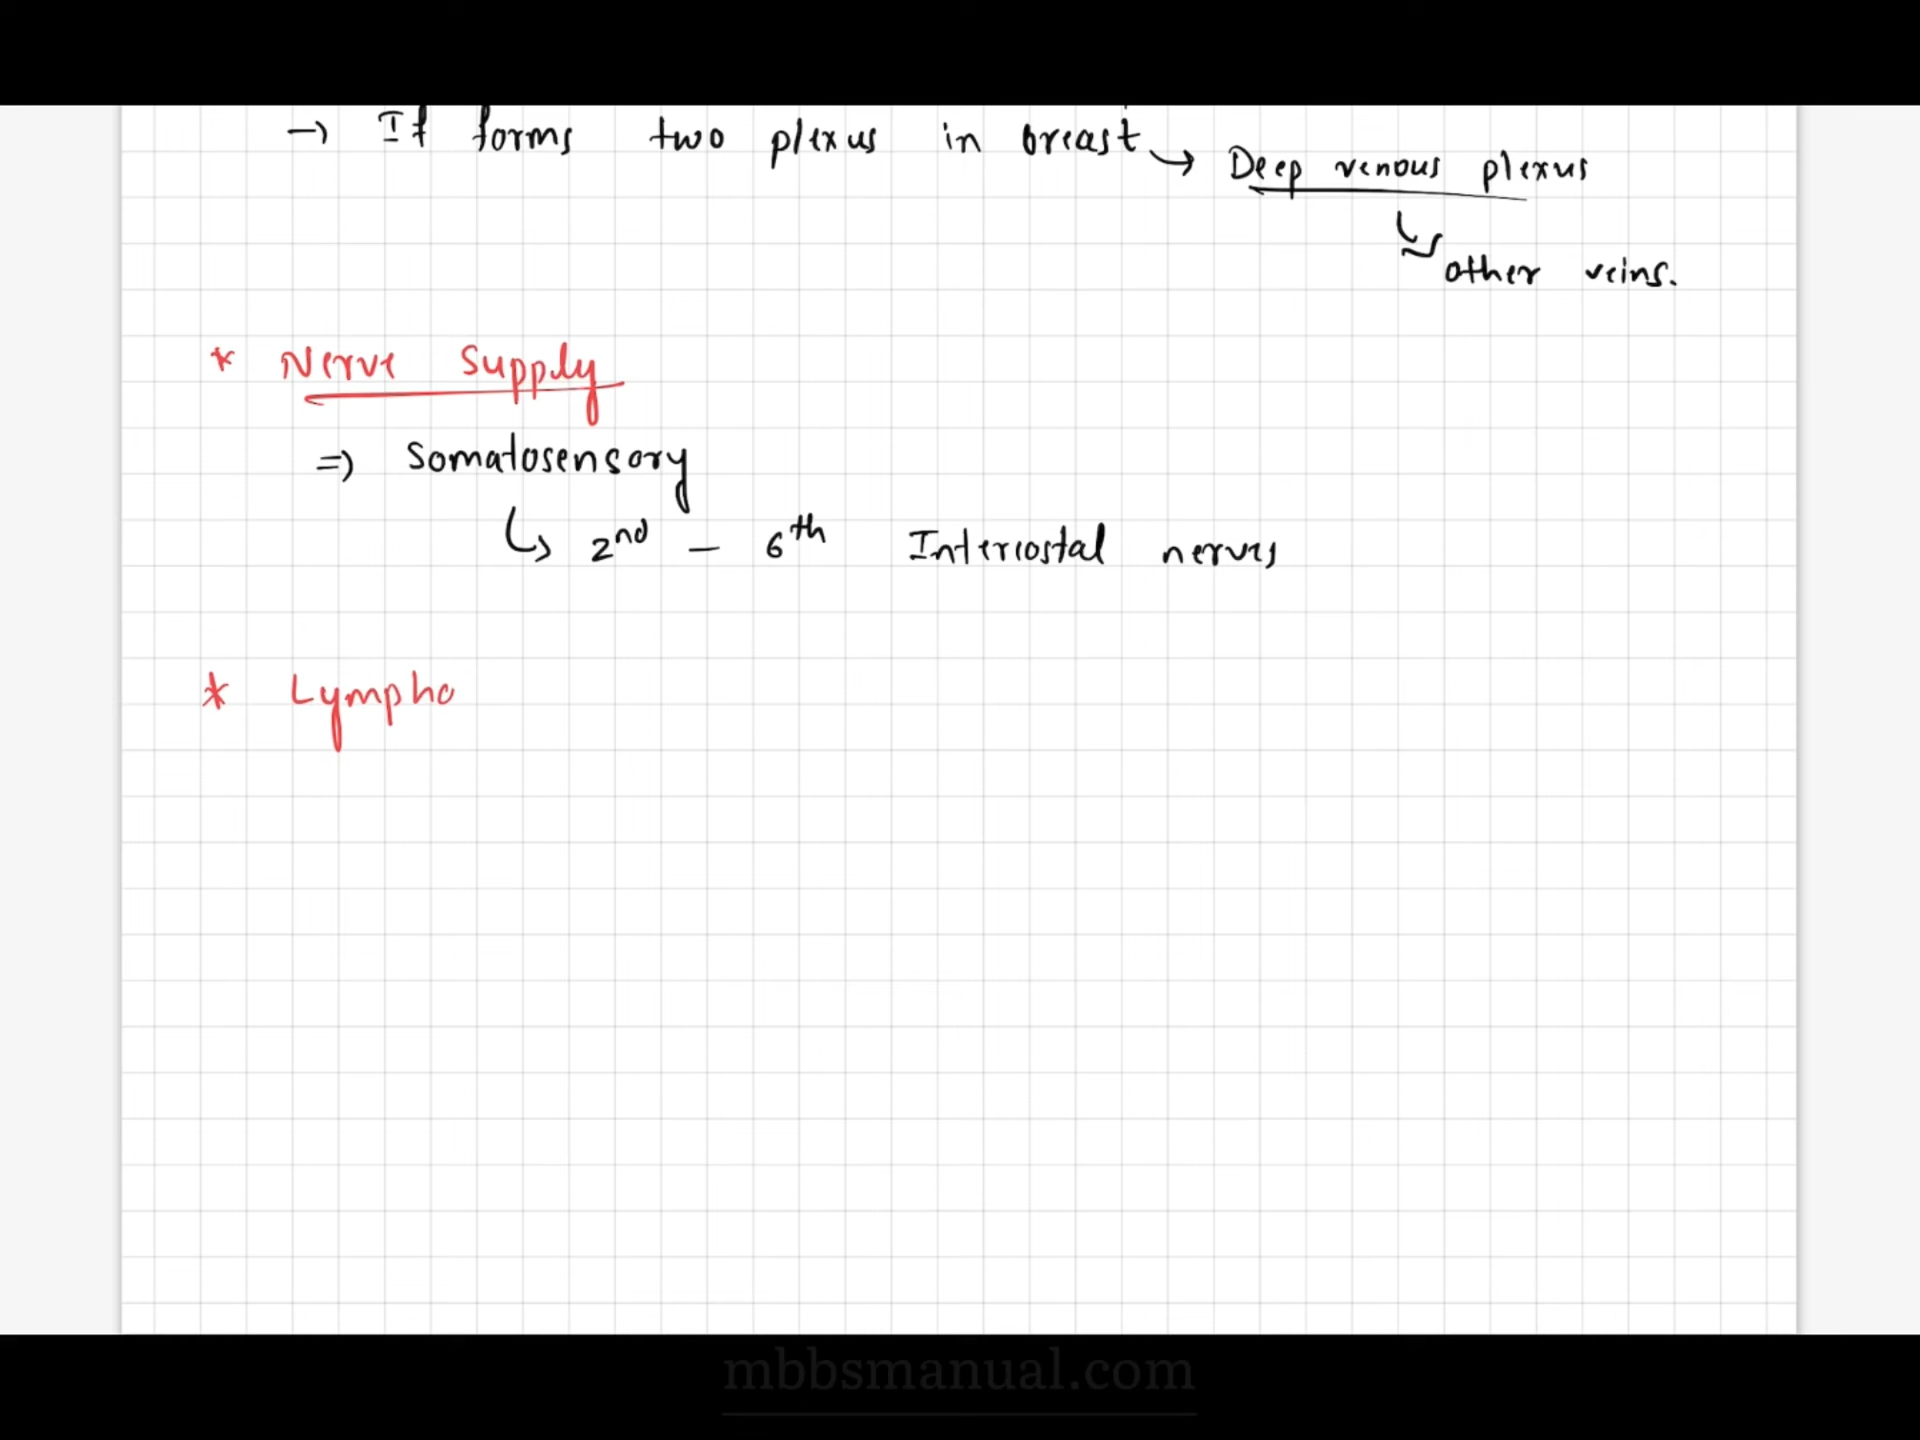 → It forms two plexus in breast → Deep venous plexus
↳ other veins.
* Nerve Supply
⇒ Somatosensory
↳ 2nd – 6th Intercostal nerves
* Lympha
mbbsmanual.com